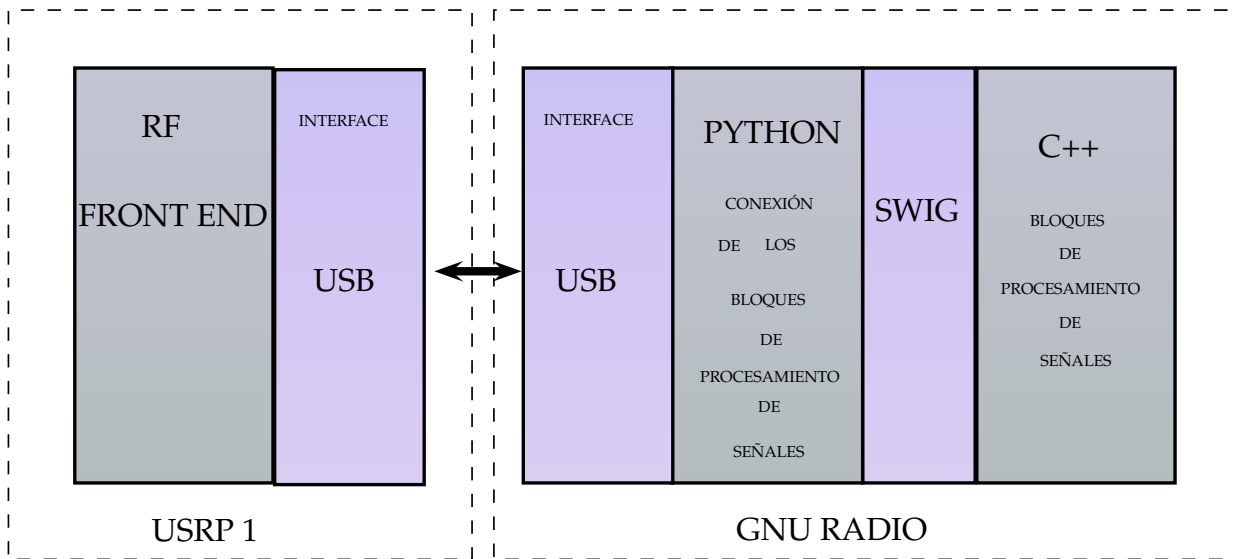 RF
FRONT END
INTERFACE
USB
USRP 1
INTERFACE
USB
PYTHON
CONEXIÓN
DE LOS
BLOQUES
DE
PROCESAMIENTO
DE
SEÑALES
SWIG
C++
BLOQUES
DE
PROCESAMIENTO
DE
SEÑALES
GNU RADIO